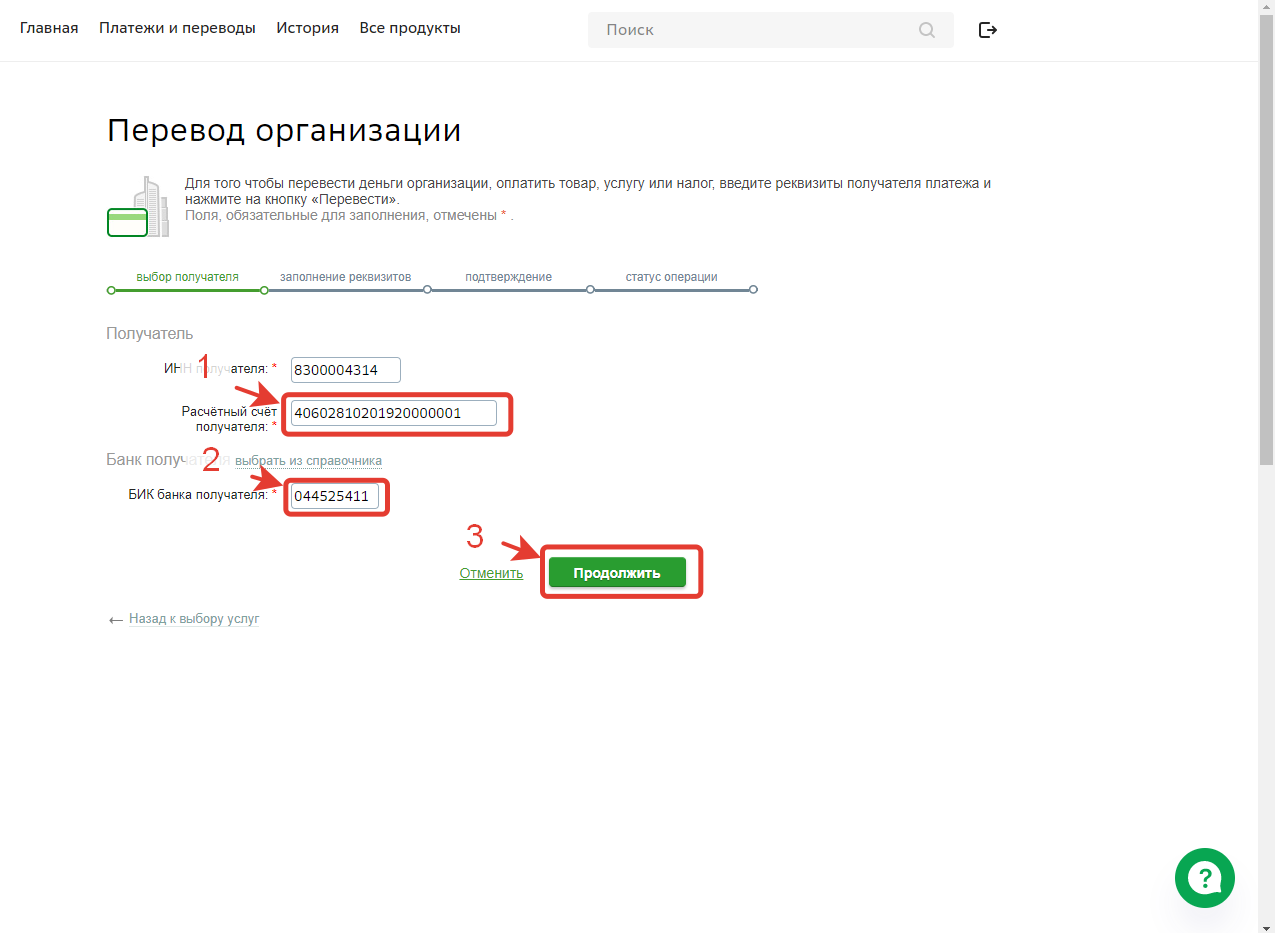 Главная Платежи и переводы История Все продукты Поиск
Перевод организации
Для того чтобы перевести деньги организации, оплатить товар, услугу или налог, введите реквизиты получателя платежа и
нажмите на кнопку «Перевести».
Поля, обязательные для заполнения, отмечены * .
выбор получателя заполнение реквизитов подтверждение статус операции
Получатель
1
ИНН получателя: * 8300004314
Расчётный счёт
получателя: * 40602810201920000001
2
Банк получателя выбрать из справочника
БИК банка получателя: * 044525411
3
Отменить Продолжить
← Назад к выбору услуг
?